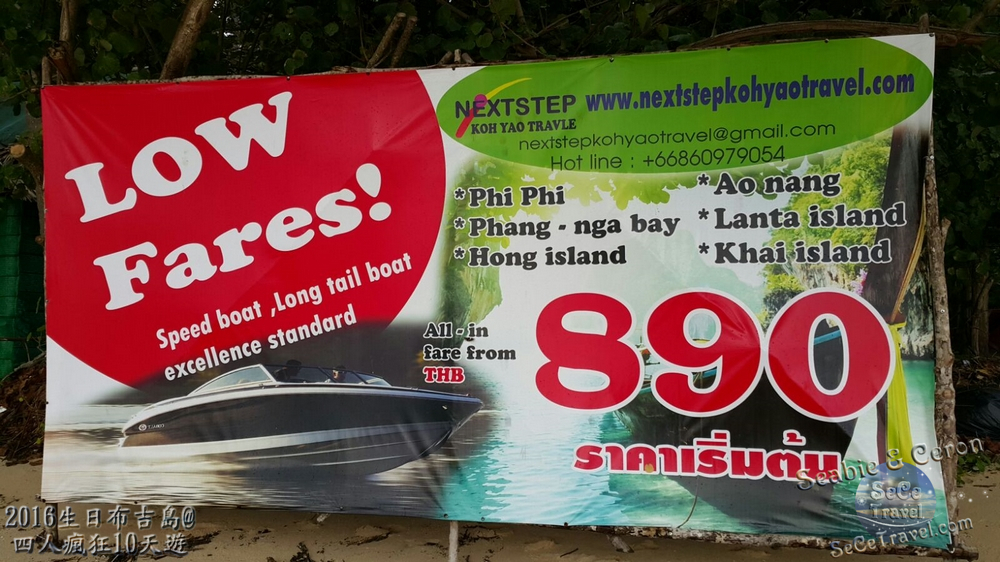 LOW
Fares!
Speed boat ,Long tail boat
excellence standard
NEXTSTEP
KOH YAO TRAVLE
www.nextstepkohyaotravel.com
nextstepkohyaotravel@gmail.com
Hot line : +66860979054
*Phi Phi
*Phang - nga bay
*Hong island
*Ao nang
*Lanta island
*Khai island
All - in
fare from
THB
890
ราคาเริ่มต้น
2016生日布吉島@
四人瘋狂10天遊
Seabie & Ceron
SeCe
Travel
SeCeTravel.com